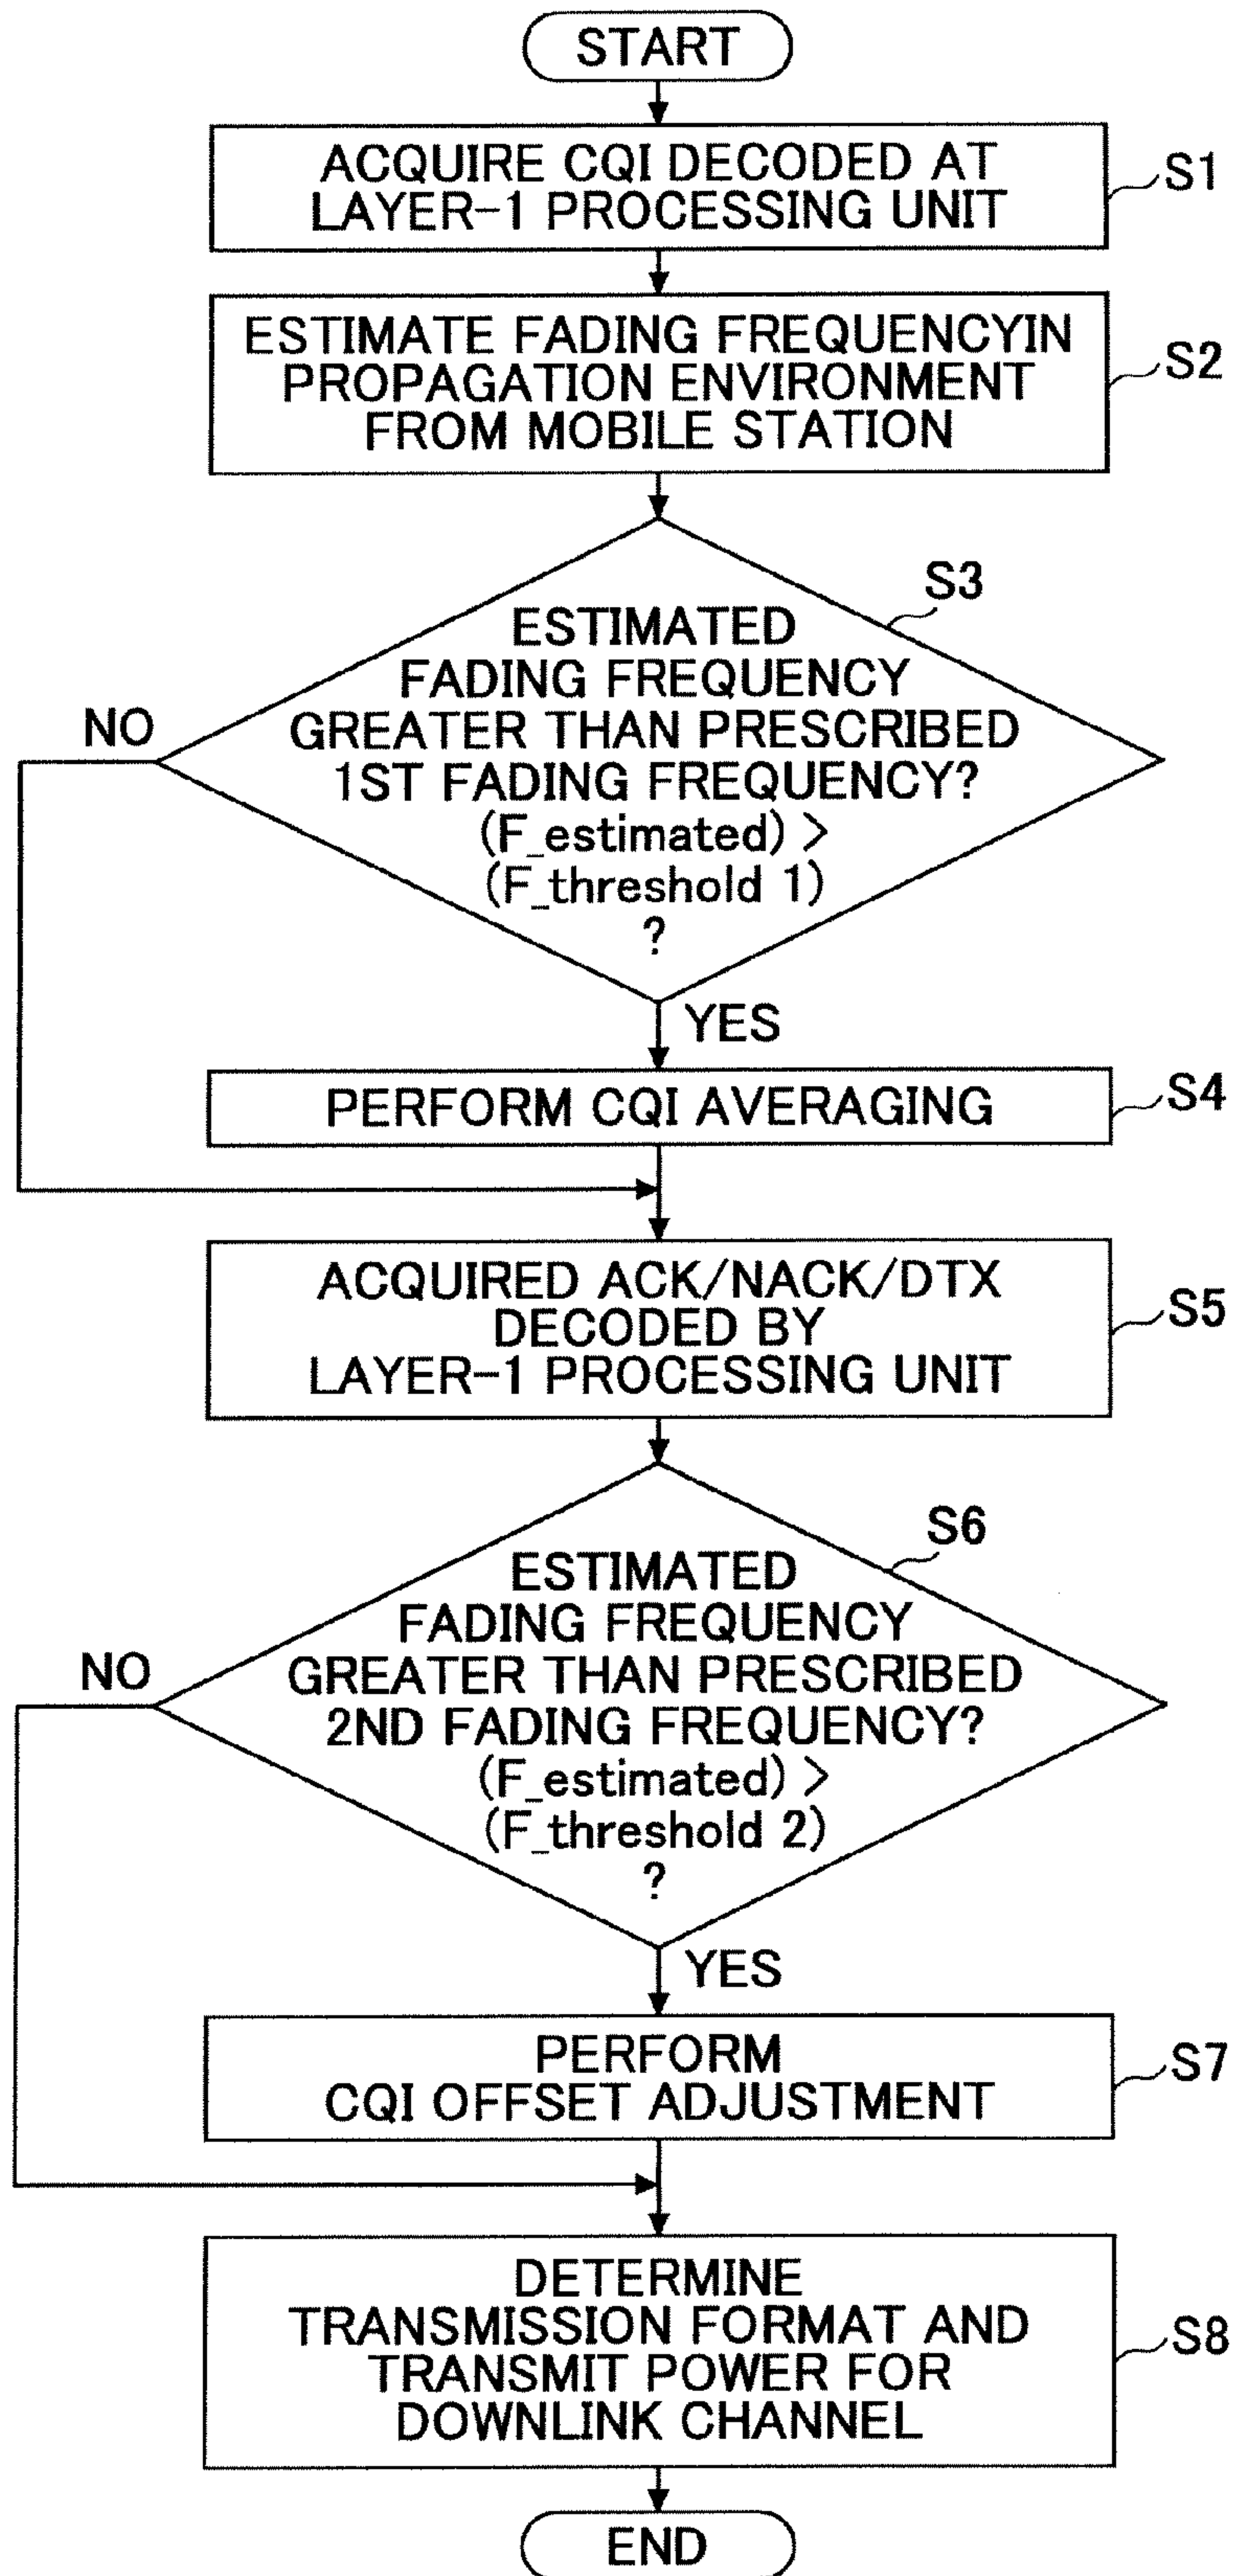 START
ACQUIRE CQI DECODED AT
LAYER-1 PROCESSING UNIT
S1
ESTIMATE FADING FREQUENCYIN
PROPAGATION ENVIRONMENT
FROM MOBILE STATION
S2
S3
ESTIMATED
FADING FREQUENCY
GREATER THAN PRESCRIBED
1ST FADING FREQUENCY?
(F_estimated) >
(F_threshold 1)
?
NO
YES
PERFORM CQI AVERAGING
S4
ACQUIRED ACK/NACK/DTX
DECODED BY
LAYER-1 PROCESSING UNIT
S5
S6
ESTIMATED
FADING FREQUENCY
GREATER THAN PRESCRIBED
2ND FADING FREQUENCY?
(F_estimated) >
(F_threshold 2)
?
NO
YES
PERFORM
CQI OFFSET ADJUSTMENT
S7
DETERMINE
TRANSMISSION FORMAT AND
TRANSMIT POWER FOR
DOWNLINK CHANNEL
S8
END